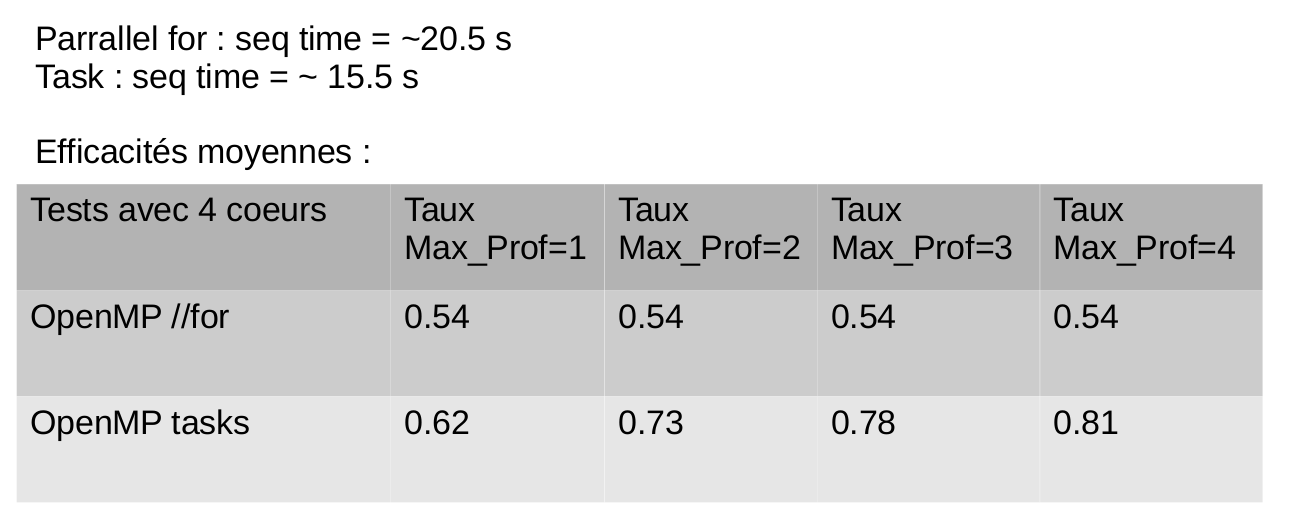 Parrallel for : seq time = ~20.5 s
Task : seq time = ~ 15.5 s
Efficacités moyennes :
Tests avec 4 coeurs Taux Taux Taux Taux
Max_Prof=1 Max_Prof=2 Max_Prof=3 Max_Prof=4
OpenMP //for 0.54 0.54 0.54 0.54
OpenMP tasks 0.62 0.73 0.78 0.81